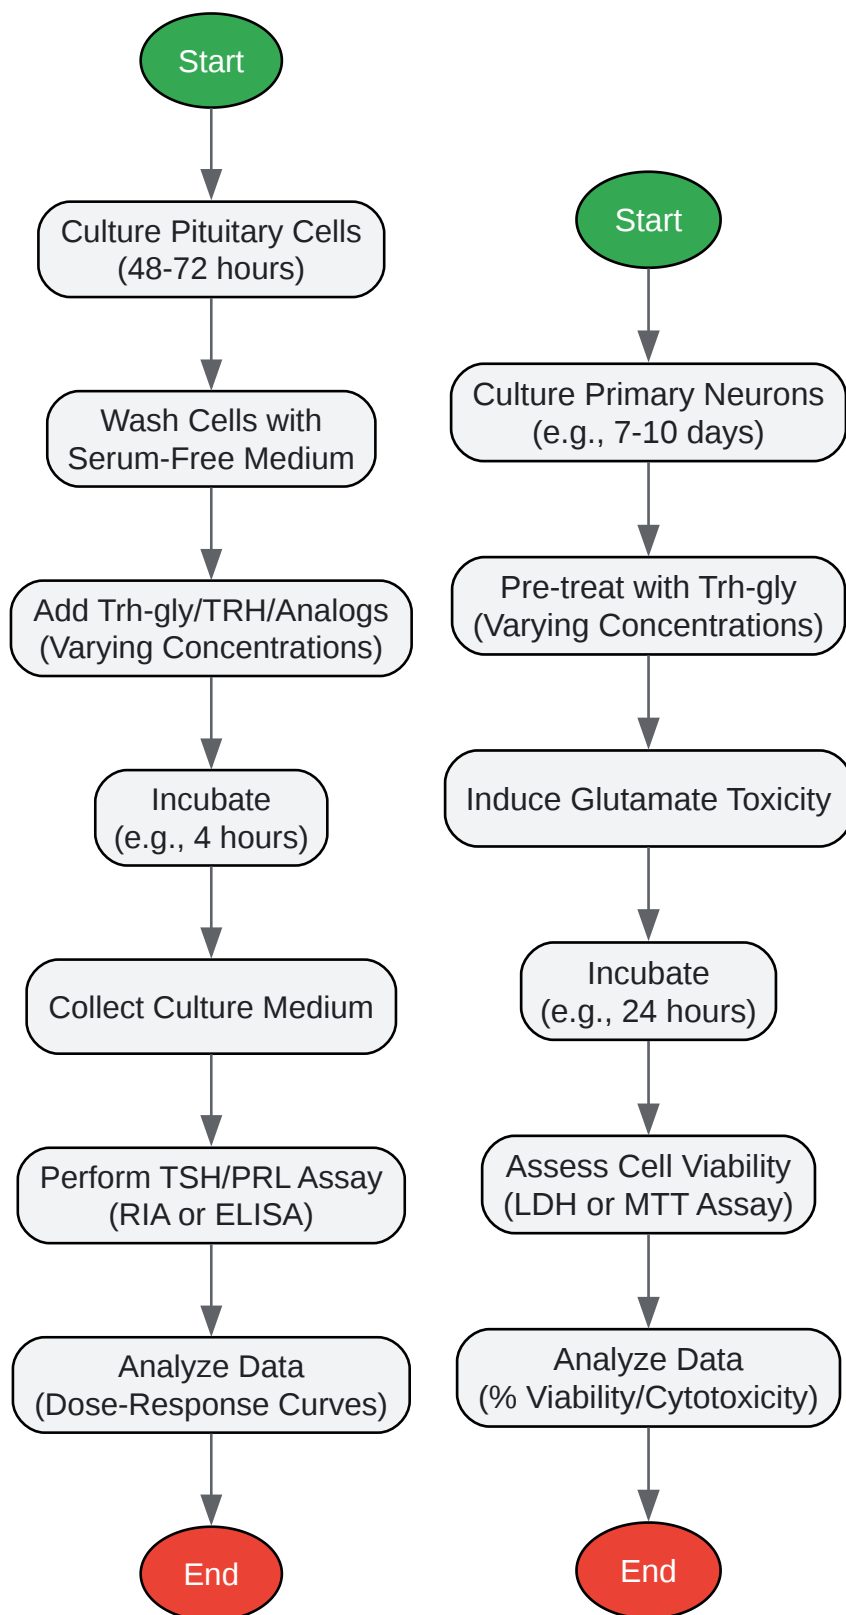 Start
Culture Pituitary Cells
(48-72 hours)
Wash Cells with
Serum-Free Medium
Add Trh-gly/TRH/Analogs
(Varying Concentrations)
Incubate
(e.g., 4 hours)
Collect Culture Medium
Perform TSH/PRL Assay
(RIA or ELISA)
Analyze Data
(Dose-Response Curves)
End
Start
Culture Primary Neurons
(e.g., 7-10 days)
Pre-treat with Trh-gly
(Varying Concentrations)
Induce Glutamate Toxicity
Incubate
(e.g., 24 hours)
Assess Cell Viability
(LDH or MTT Assay)
Analyze Data
(% Viability/Cytotoxicity)
End